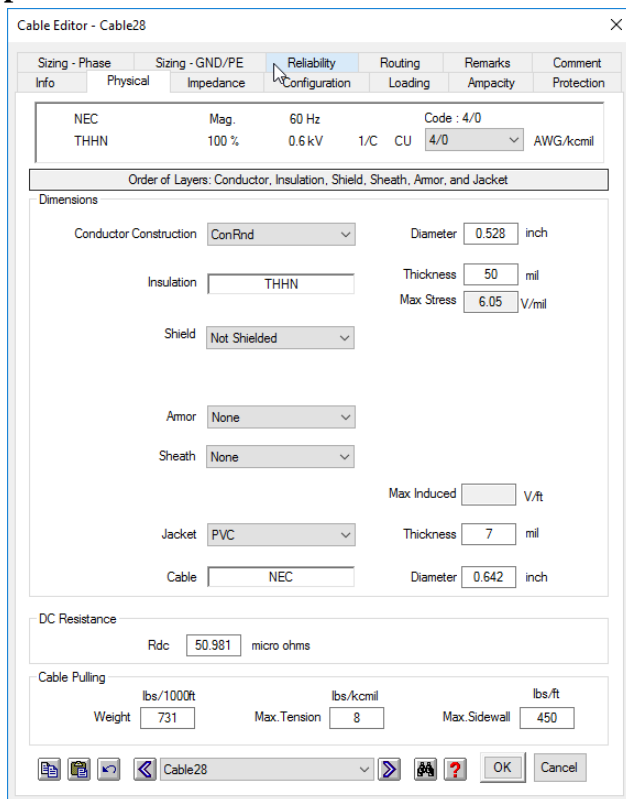 Cable Editor - Cable28
Sizing - Phase Sizing - GND/PE Reliability Routing Remarks Comment
Info Physical Impedance Configuration Loading Ampacity Protection
NEC Mag. 60 Hz Code : 4/0
THHN 100 % 0.6 kV 1/C CU 4/0 AWG/kcmil
Order of Layers: Conductor, Insulation, Shield, Sheath, Armor, and Jacket
Dimensions
Conductor Construction ConRnd Diameter 0.528 inch
Insulation THHN Thickness 50 mil
Max Stress 6.05 V/mil
Shield Not Shielded
Armor None
Sheath None
Max Induced V/ft
Jacket PVC Thickness 7 mil
Cable NEC Diameter 0.642 inch
DC Resistance
Rdc 50.981 micro ohms
Cable Pulling
lbs/1000ft lbs/kcmil lbs/ft
Weight 731 Max.Tension 8 Max.Sidewall 450
Cable28 ? OK Cancel